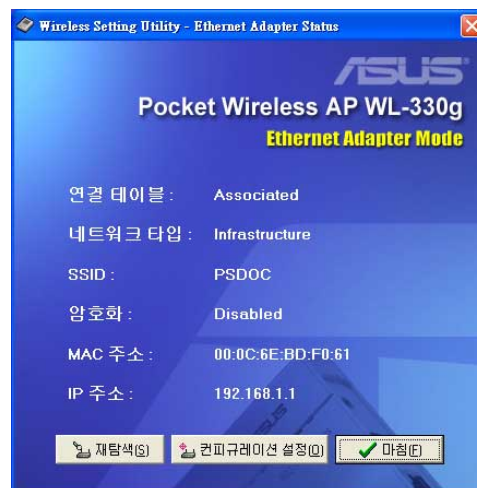 Wireless Setting Utility - Ethernet Adapter Status
ASUS
Pocket Wireless AP WL-330g
Ethernet Adapter Mode
연결 테이블 : Associated
네트워크 타입 : Infrastructure
SSID : PSDOC
암호화 : Disabled
MAC 주소 : 00:0C:6E:BD:F0:61
IP 주소 : 192.168.1.1
재탐색(S) 컨피규레이션 설정(O) 마침(F)